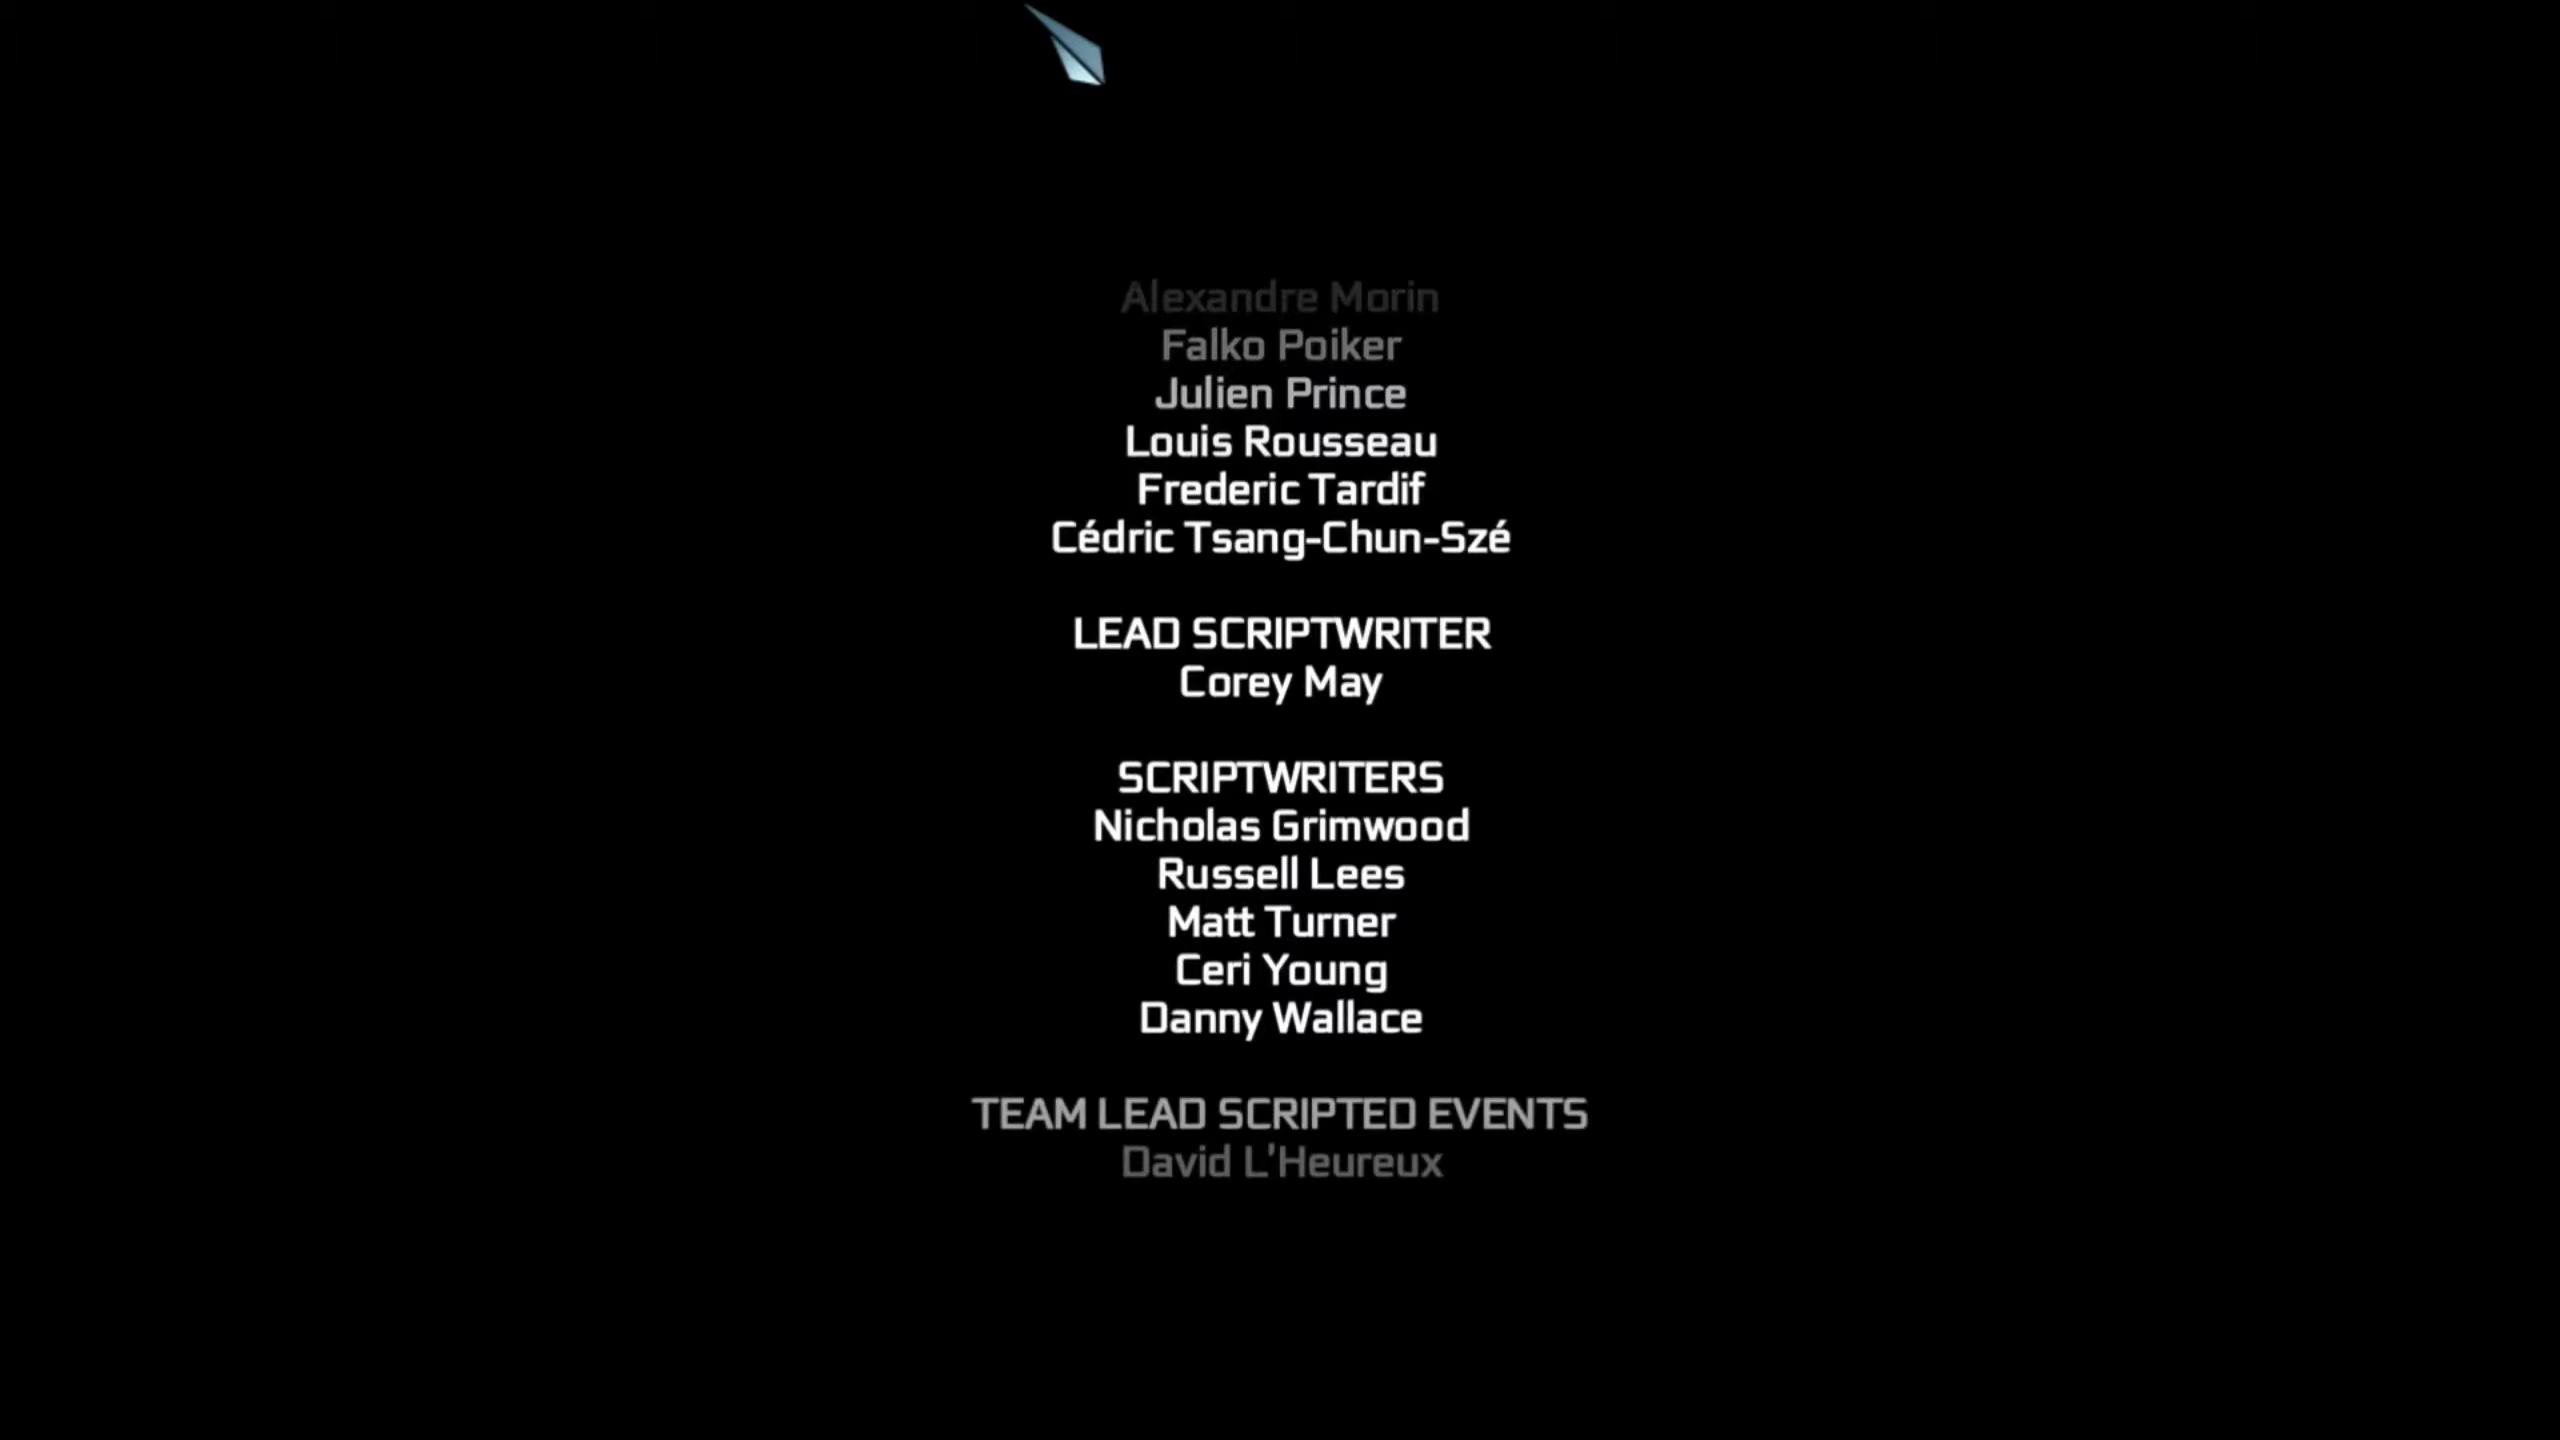 Alexandre Morin
Falko Poiker
Julien Prince
Louis Rousseau
Frederic Tardif
Cédric Tsang-Chun-Szé
LEAD SCRIPTWRITER
Corey May
SCRIPTWRITERS
Nicholas Grimwood
Russell Lees
Matt Turner
Ceri Young
Danny Wallace
TEAM LEAD SCRIPTED EVENTS
David L'Heureux